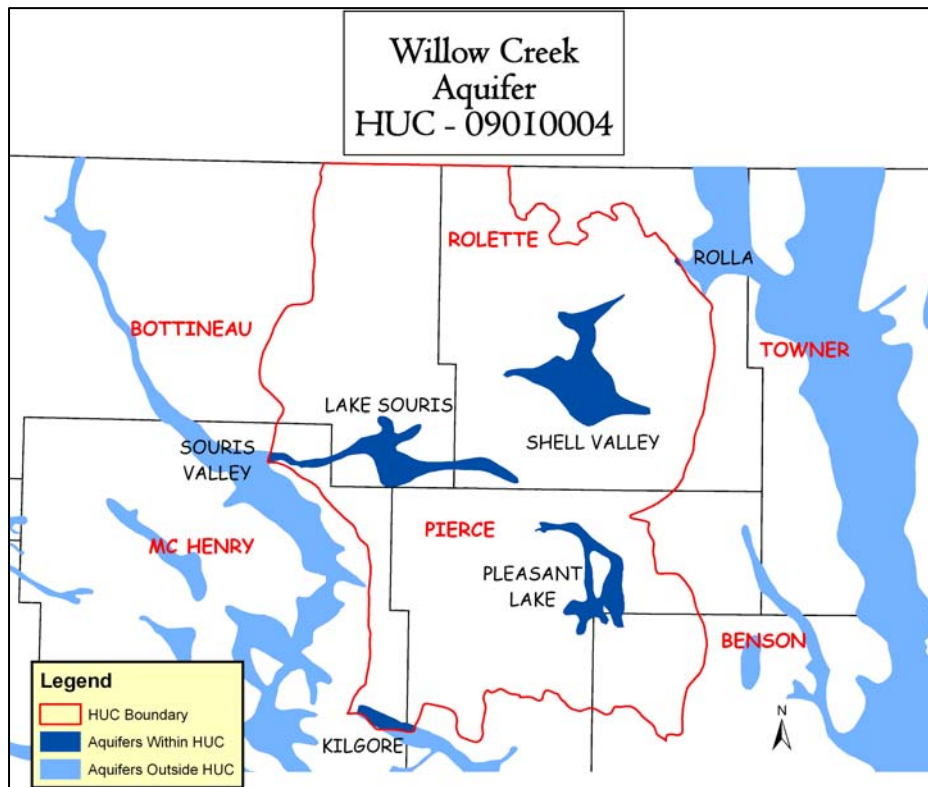 Willow Creek
Aquifer
HUC - 09010004
ROLETTE
ROLLA
BOTTINEAU
TOWNER
LAKE SOURIS
SHELL VALLEY
SOURIS
VALLEY
PIERCE
MC HENRY
PLEASANT
LAKE
BENSON
Legend
HUC Boundary
Aquifers Within HUC
Aquifers Outside HUC
KILGORE
N